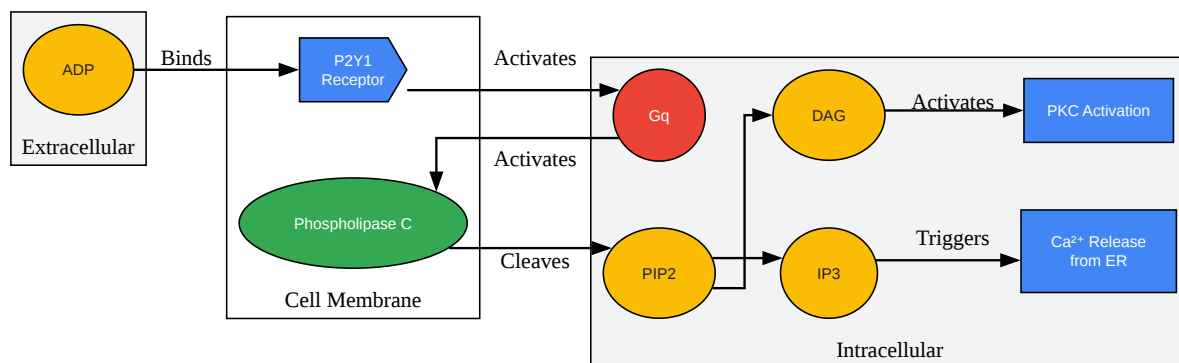 ADP
Extracellular
Binds
P2Y1
Receptor
Phospholipase C
Cell Membrane
Activates
Activates
Cleaves
Gq
DAG
Activates
PKC Activation
PIP2
IP3
Triggers
Ca²⁺ Release
from ER
Intracellular